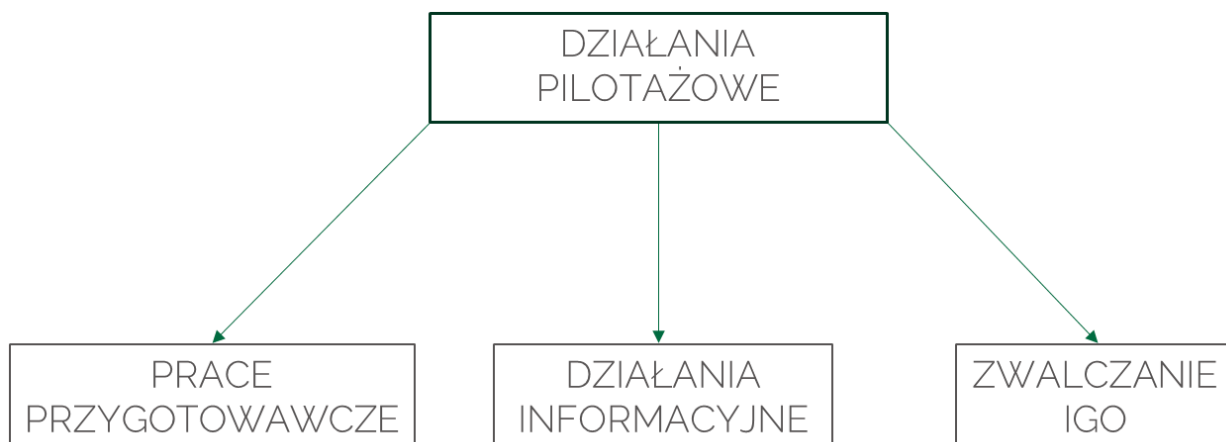 DZIAŁANIA
PILOTAŻOWE
PRACE
PRZYGOTOWAWCZE
DZIAŁANIA
INFORMACYJNE
ZWALCZANIE
IGO